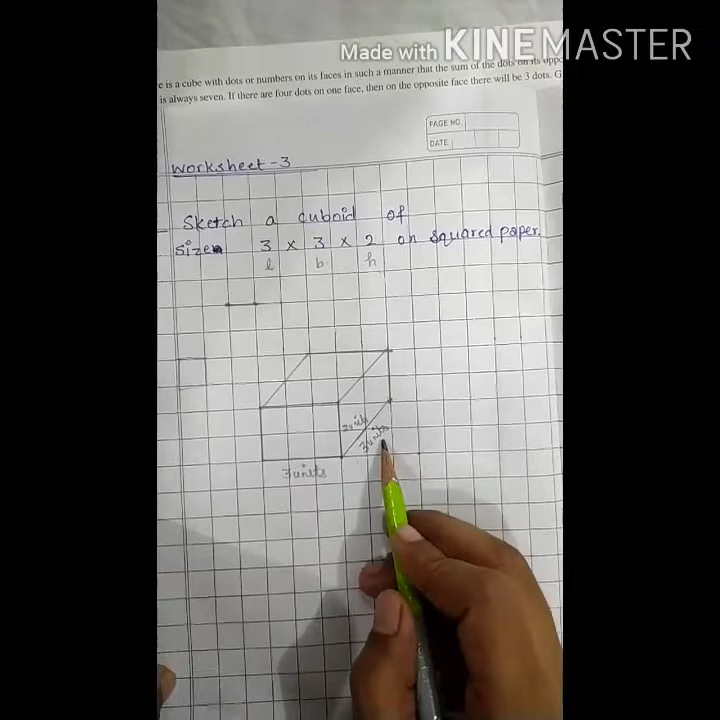 Made with KINEMASTER
e is a cube with dots or numbers on its faces in such a manner that the sum of the dots on its oppo
is always seven. If there are four dots on one face, then on the opposite face there will be 3 dots. G
PAGE NO.
DATE
Worksheet - 3
Sketch a cuboid of
size 3 x 3 x 2 on squared paper.
l b h
2units
3units
3units